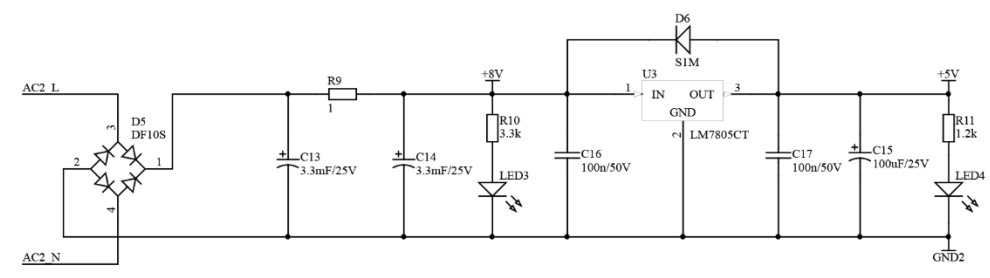 D6
S1M
AC2_L
R9
1
+8V
U3
1
IN
OUT
3
GND
2
LM7805CT
+5V
D5
DF10S
3
2
1
4
R10
3.3k
R11
1.2k
C13
3.3mF/25V
C14
3.3mF/25V
LED3
C16
100n/50V
C17
100n/50V
C15
100uF/25V
LED4
AC2_N
GND2